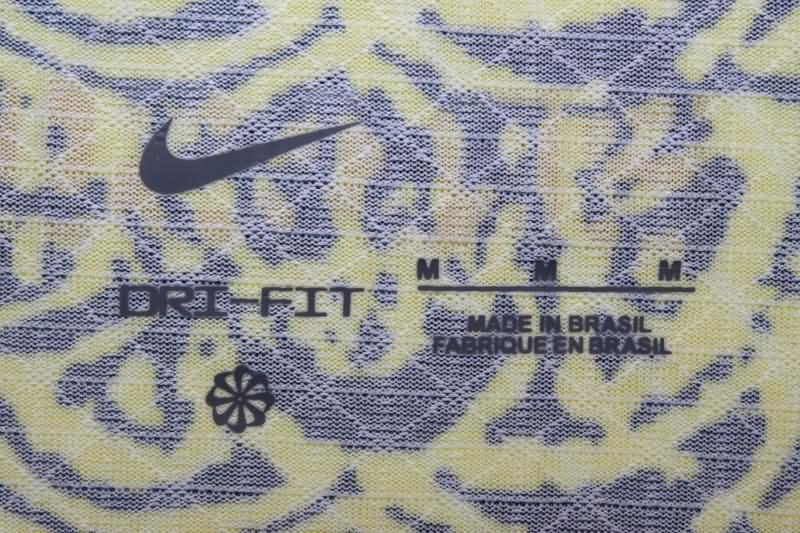 DRI-FIT
M M M
MADE IN BRASIL
FABRIQUE EN BRASIL